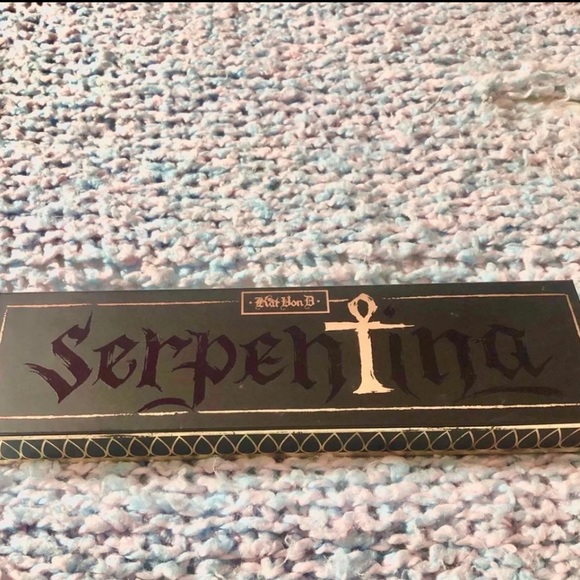 ·Kat Von D·
Serpentina